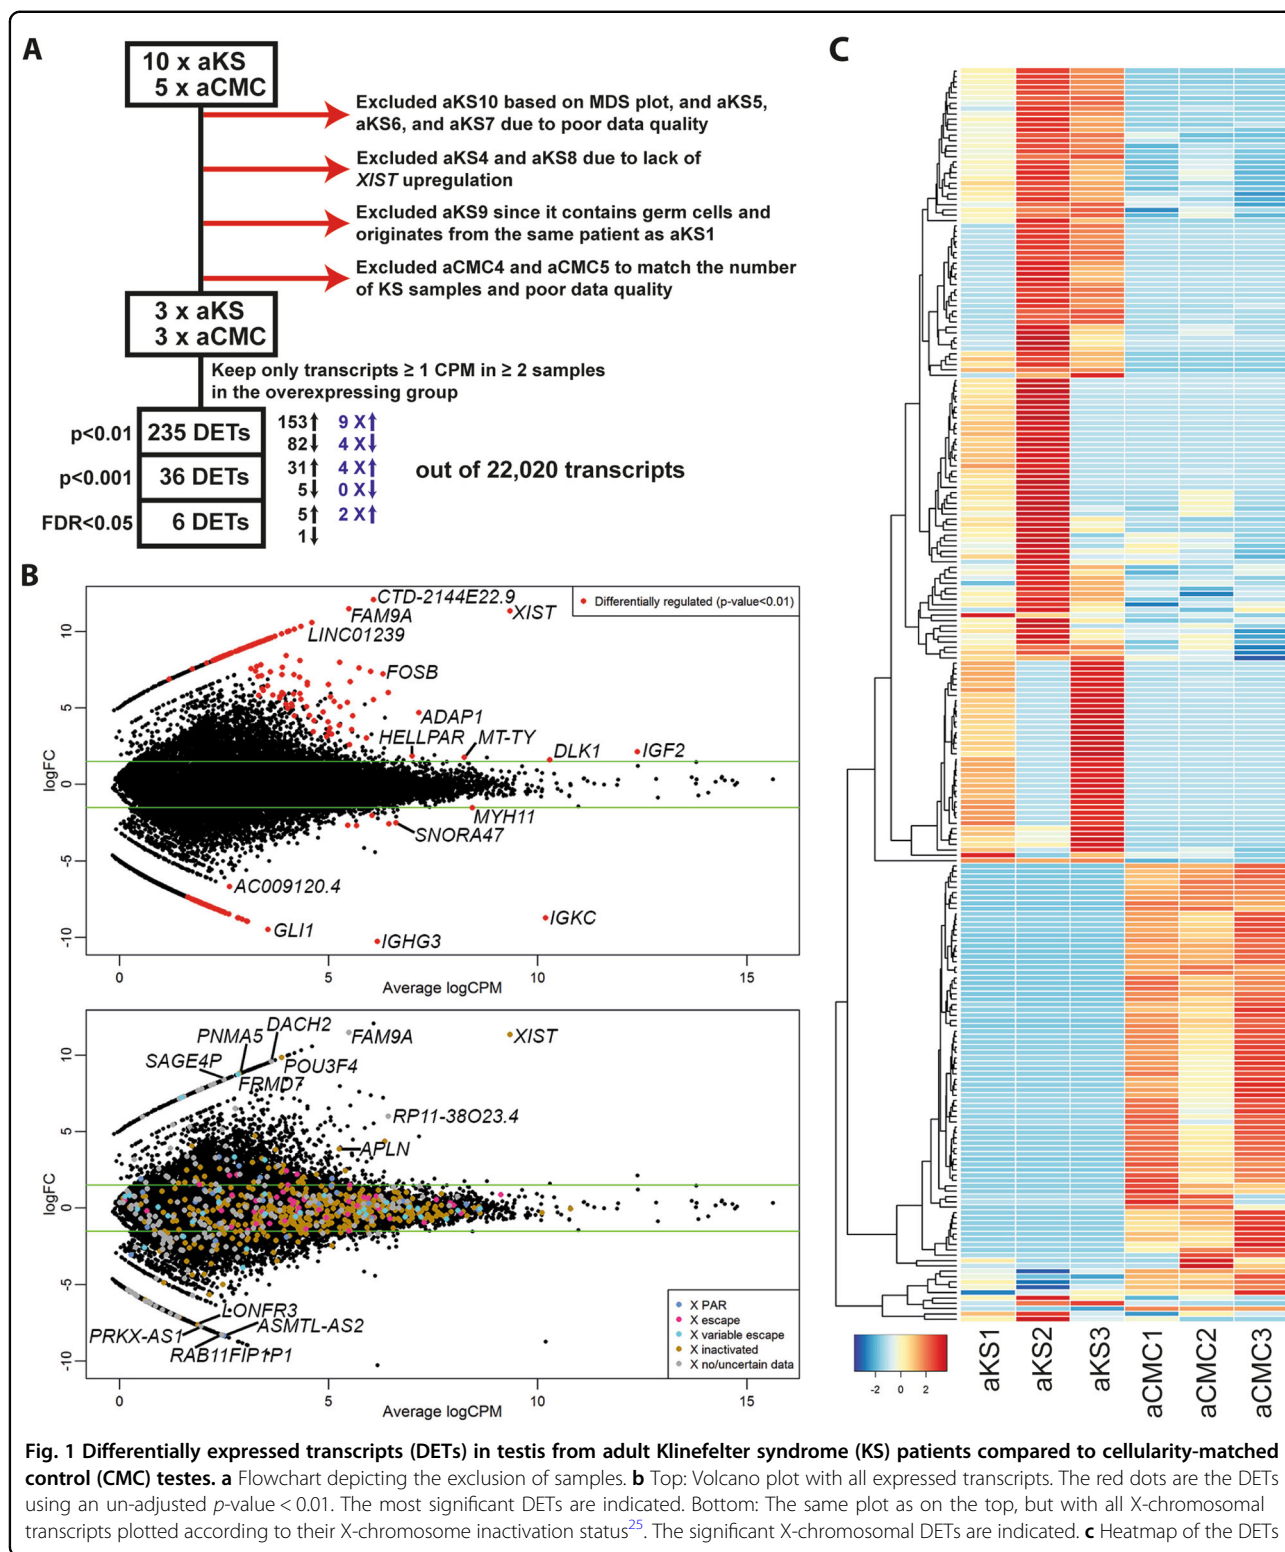 A
10 x aKS
5 x aCMC
Excluded aKS10 based on MDS plot, and aKS5,
aKS6, and aKS7 due to poor data quality
Excluded aKS4 and aKS8 due to lack of
XIST upregulation
Excluded aKS9 since it contains germ cells and
originates from the same patient as aKS1
Excluded aCMC4 and aCMC5 to match the number
of KS samples and poor data quality
3 x aKS
3 x aCMC
Keep only transcripts ≥ 1 CPM in ≥ 2 samples
in the overexpressing group
p<0.01 235 DETs 153↑ 9 X↑
82↓ 4 X↓
p<0.001 36 DETs 31↑ 4 X↑
5↓ 0 X↓
out of 22,020 transcripts
FDR<0.05 6 DETs 5↑ 2 X↑
1↓
B
Differentially regulated (p-value<0.01)
CTD-2144E22.9
FAM9A
XIST
LINC01239
FOSB
ADAP1
HELLPAR
MT-TY
DLK1
IGF2
MYH11
SNORA47
AC009120.4
GLI1
IGKC
IGHG3
logFC
10
5
0
-5
-10
0 5 10 15
Average logCPM
DACH2
PNMA5
FAM9A
XIST
SAGE4P
POU3F4
FRMD7
RP11-38O23.4
APLN
LONFR3
ASMTL-AS2
PRKX-AS1
RAB11FIP1P1
X PAR
X escape
X variable escape
X inactivated
X no/uncertain data
logFC
10
5
0
-5
-10
0 5 10 15
Average logCPM
C
-2 0 2
aKS1
aKS2
aKS3
aCMC1
aCMC2
aCMC3
Fig. 1 Differentially expressed transcripts (DETs) in testis from adult Klinefelter syndrome (KS) patients compared to cellularity-matched
control (CMC) testes. a Flowchart depicting the exclusion of samples. b Top: Volcano plot with all expressed transcripts. The red dots are the DETs
using an un-adjusted p-value < 0.01. The most significant DETs are indicated. Bottom: The same plot as on the top, but with all X-chromosomal
transcripts plotted according to their X-chromosome inactivation status25. The significant X-chromosomal DETs are indicated. c Heatmap of the DETs